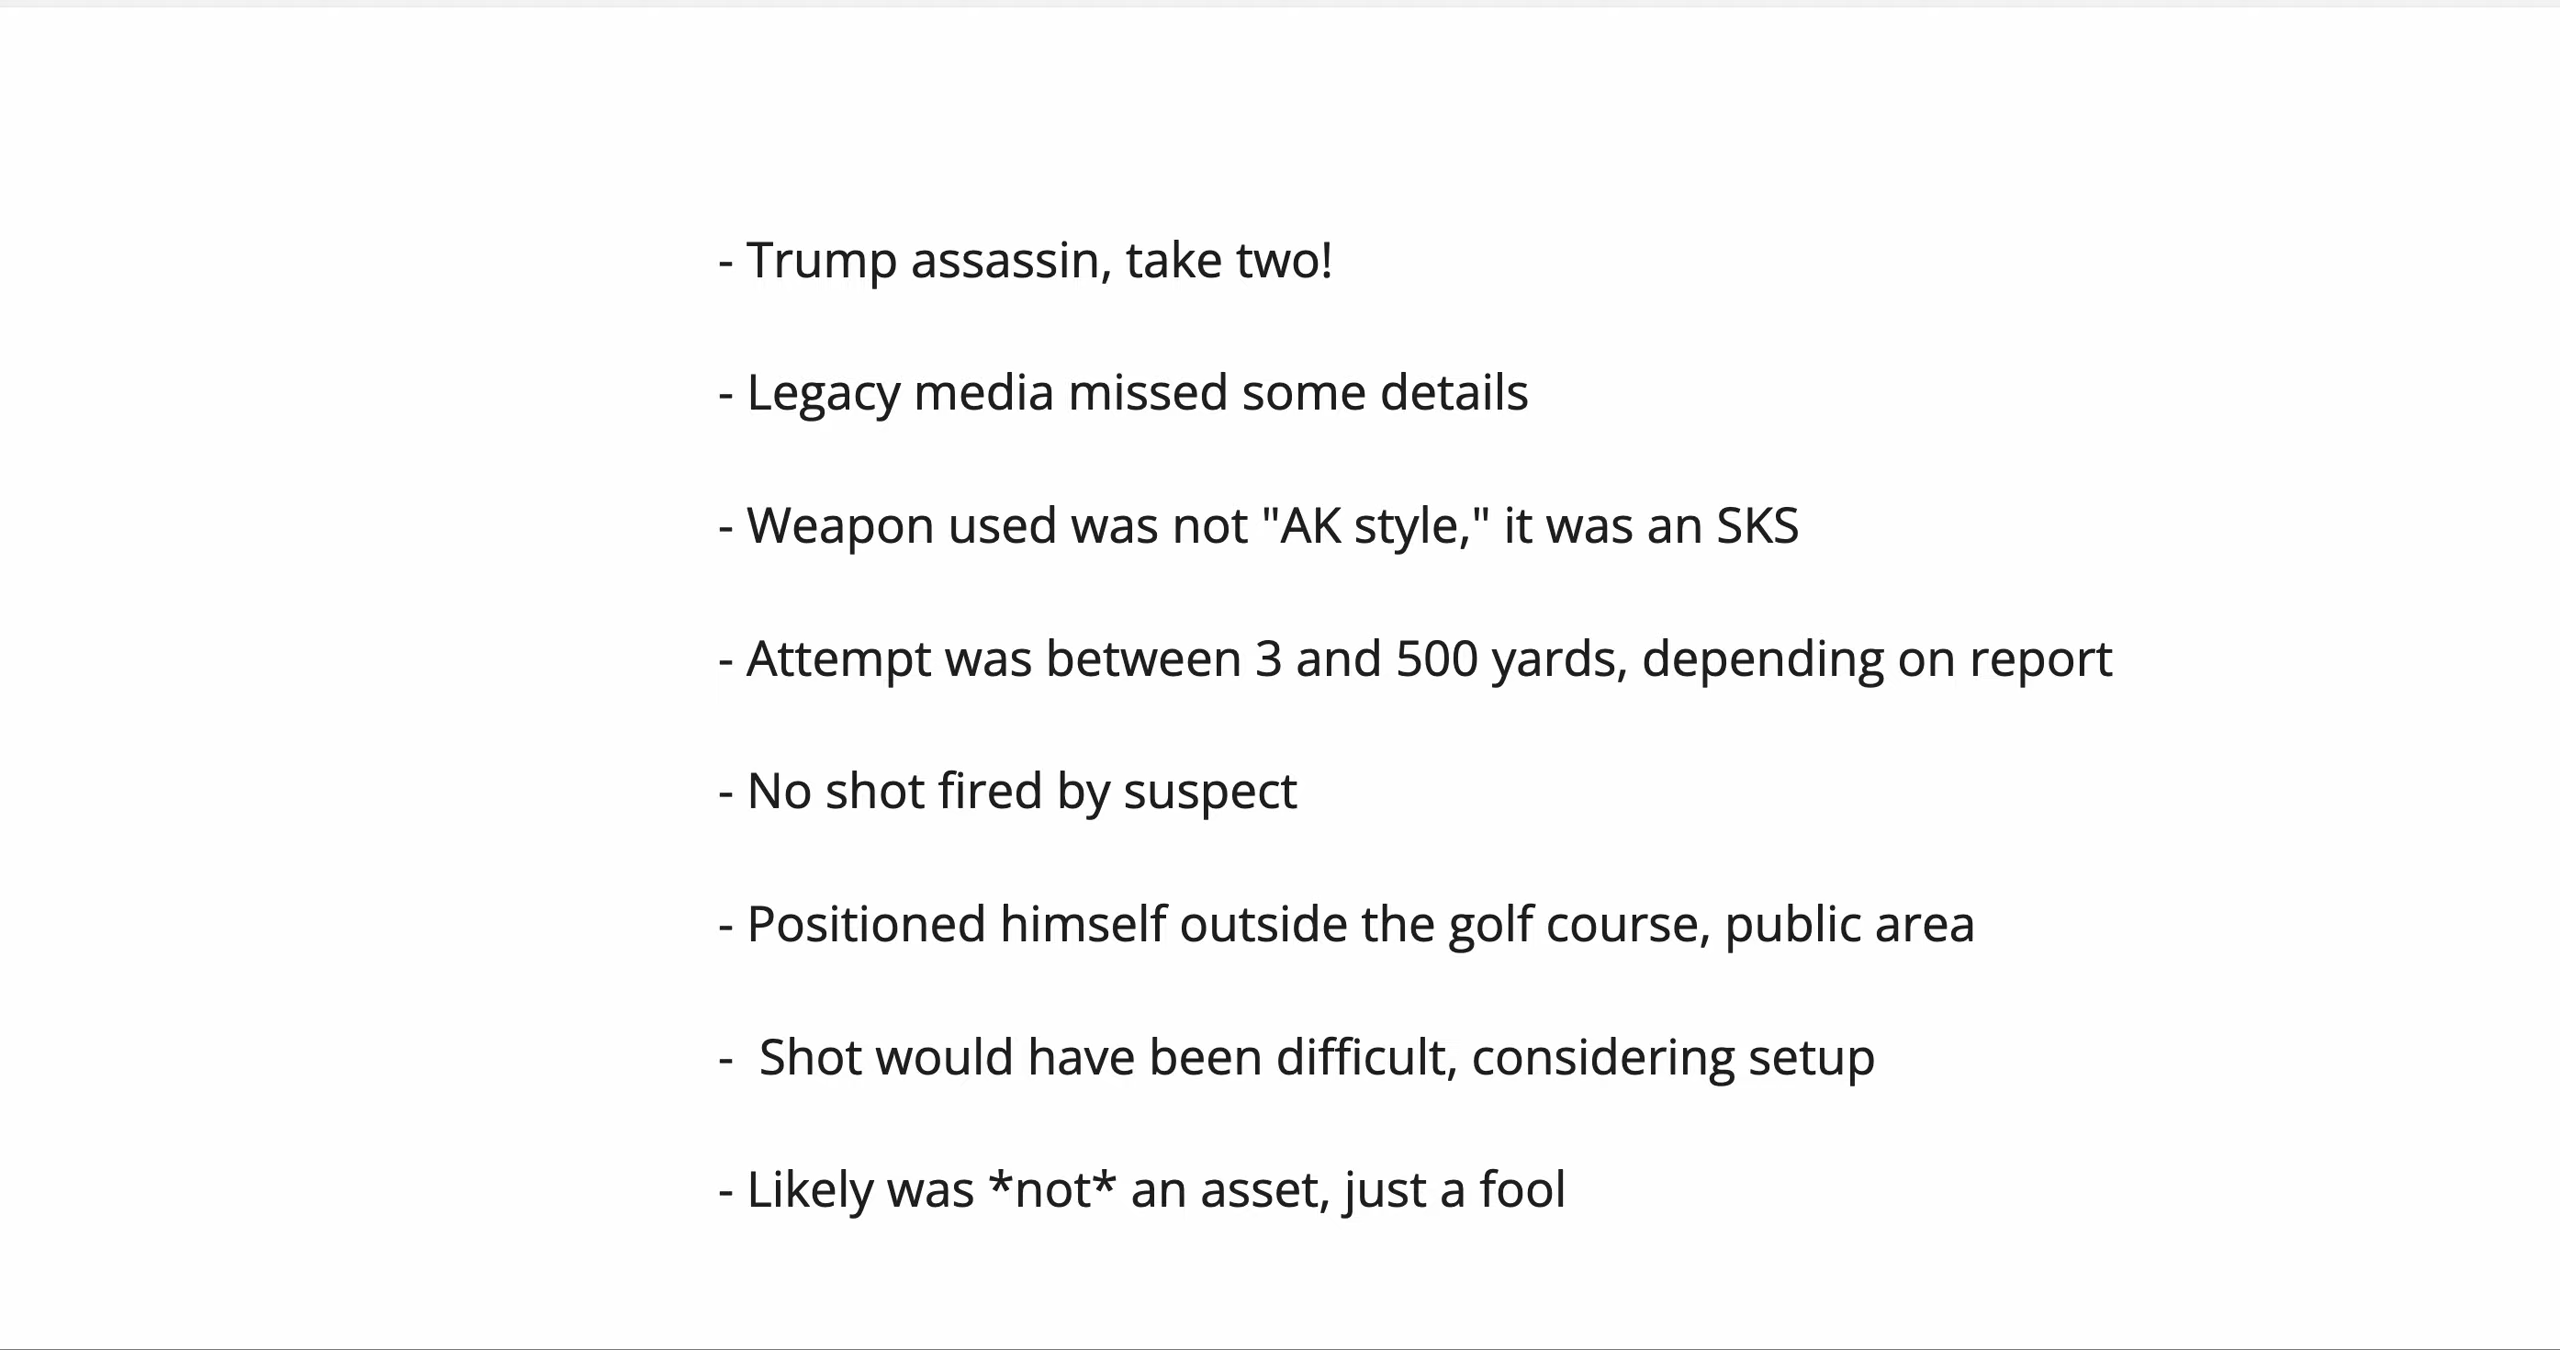 - Trump assassin, take two!
- Legacy media missed some details
- Weapon used was not "AK style," it was an SKS
- Attempt was between 3 and 500 yards, depending on report
- No shot fired by suspect
- Positioned himself outside the golf course, public area
-  Shot would have been difficult, considering setup
- Likely was *not* an asset, just a fool